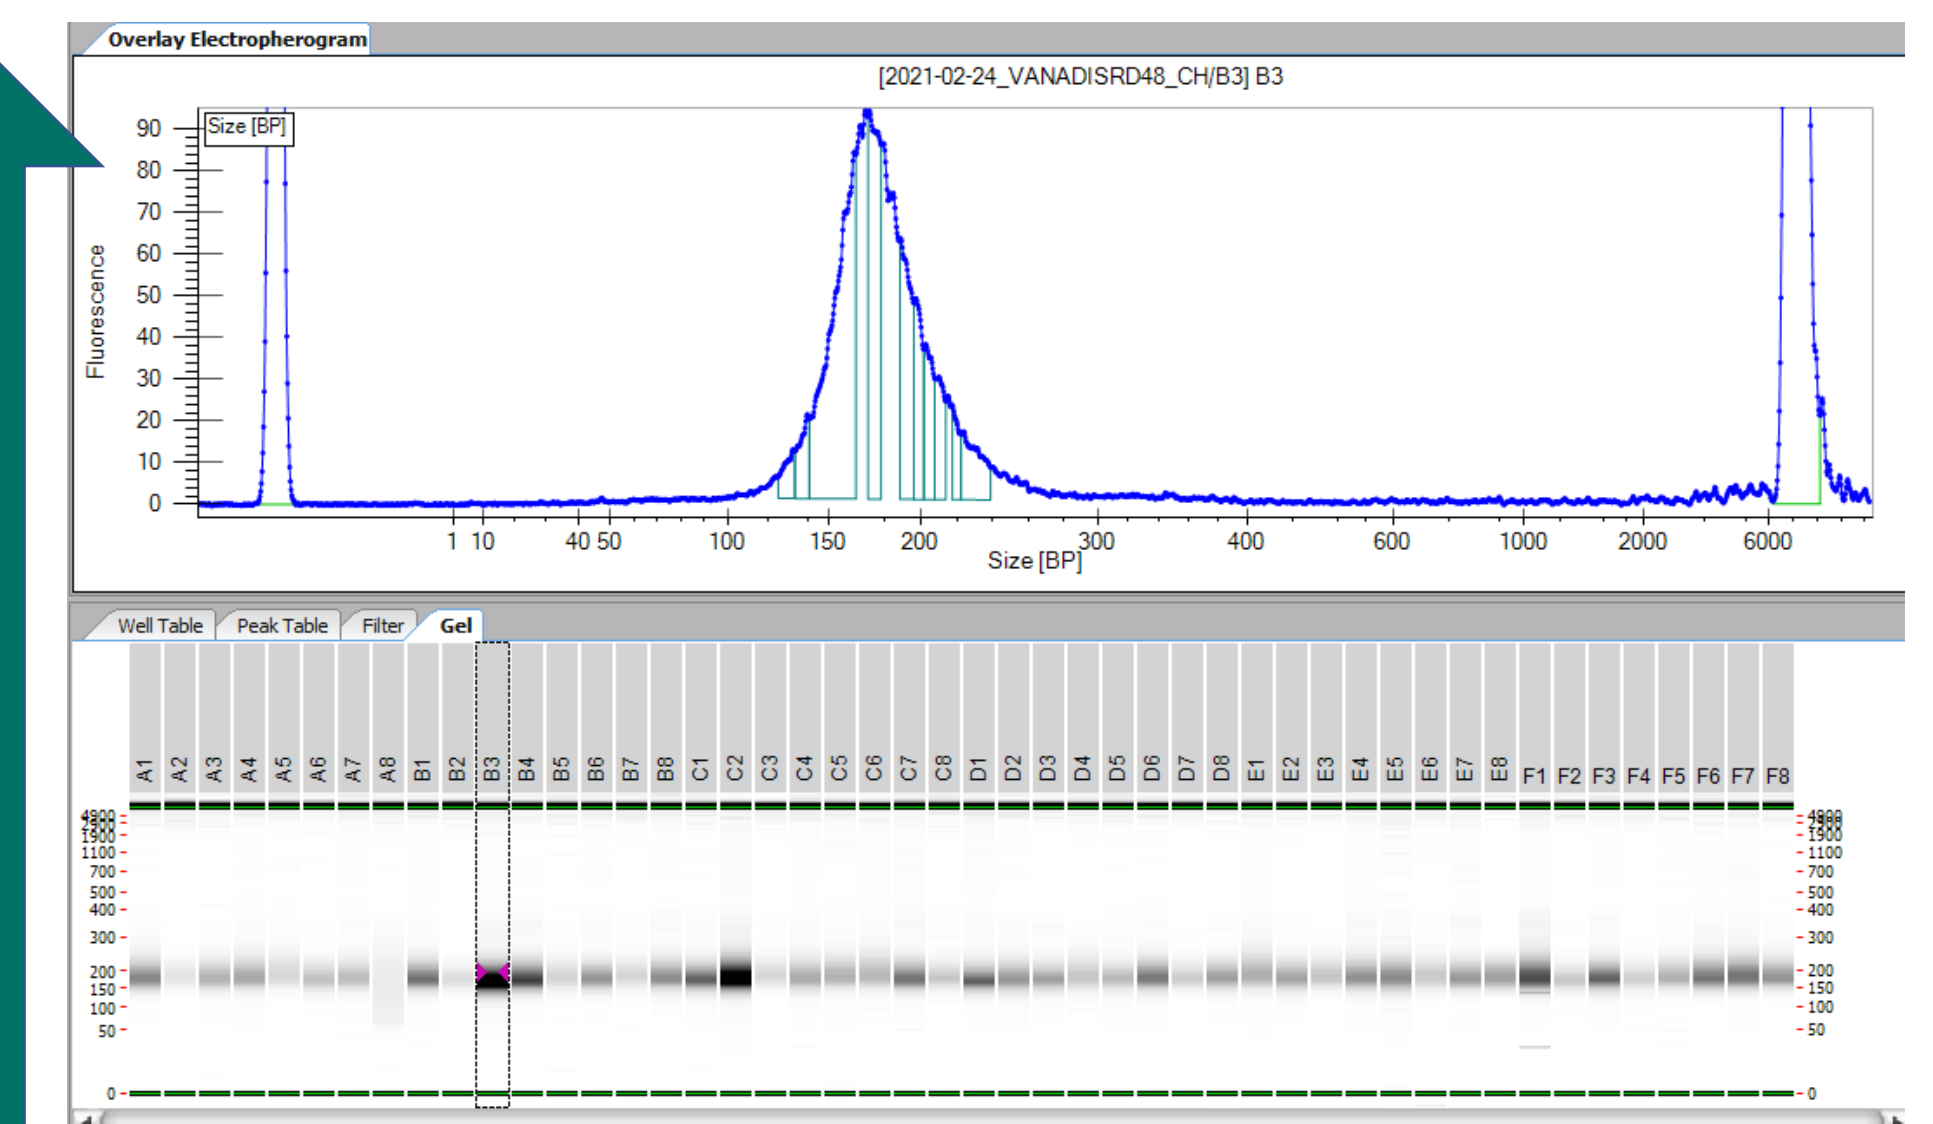 Overlay Electropherogram
[2021-02-24_VANADISRD48_CH/B3] B3
Size [BP]
90
80
70
60
50
40
30
20
10
0
Fluorescence
1 10 40 50 100 150 200 300 400 600 1000 2000 6000
Size [BP]
Well Table Peak Table Filter Gel
A1 A2 A3 A4 A5 A6 A7 A8 B1 B2 B3 B4 B5 B6 B7 B8 C1 C2 C3 C4 C5 C6 C7 C8 D1 D2 D3 D4 D5 D6 D7 D8 E1 E2 E3 E4 E5 E6 E7 E8 F1 F2 F3 F4 F5 F6 F7 F8
1900 - - 1900
1100 - - 1100
700 - - 700
500 - - 500
400 - - 400
300 - - 300
200 - - 200
150 - - 150
100 - - 100
50 - - 50
0 - - 0